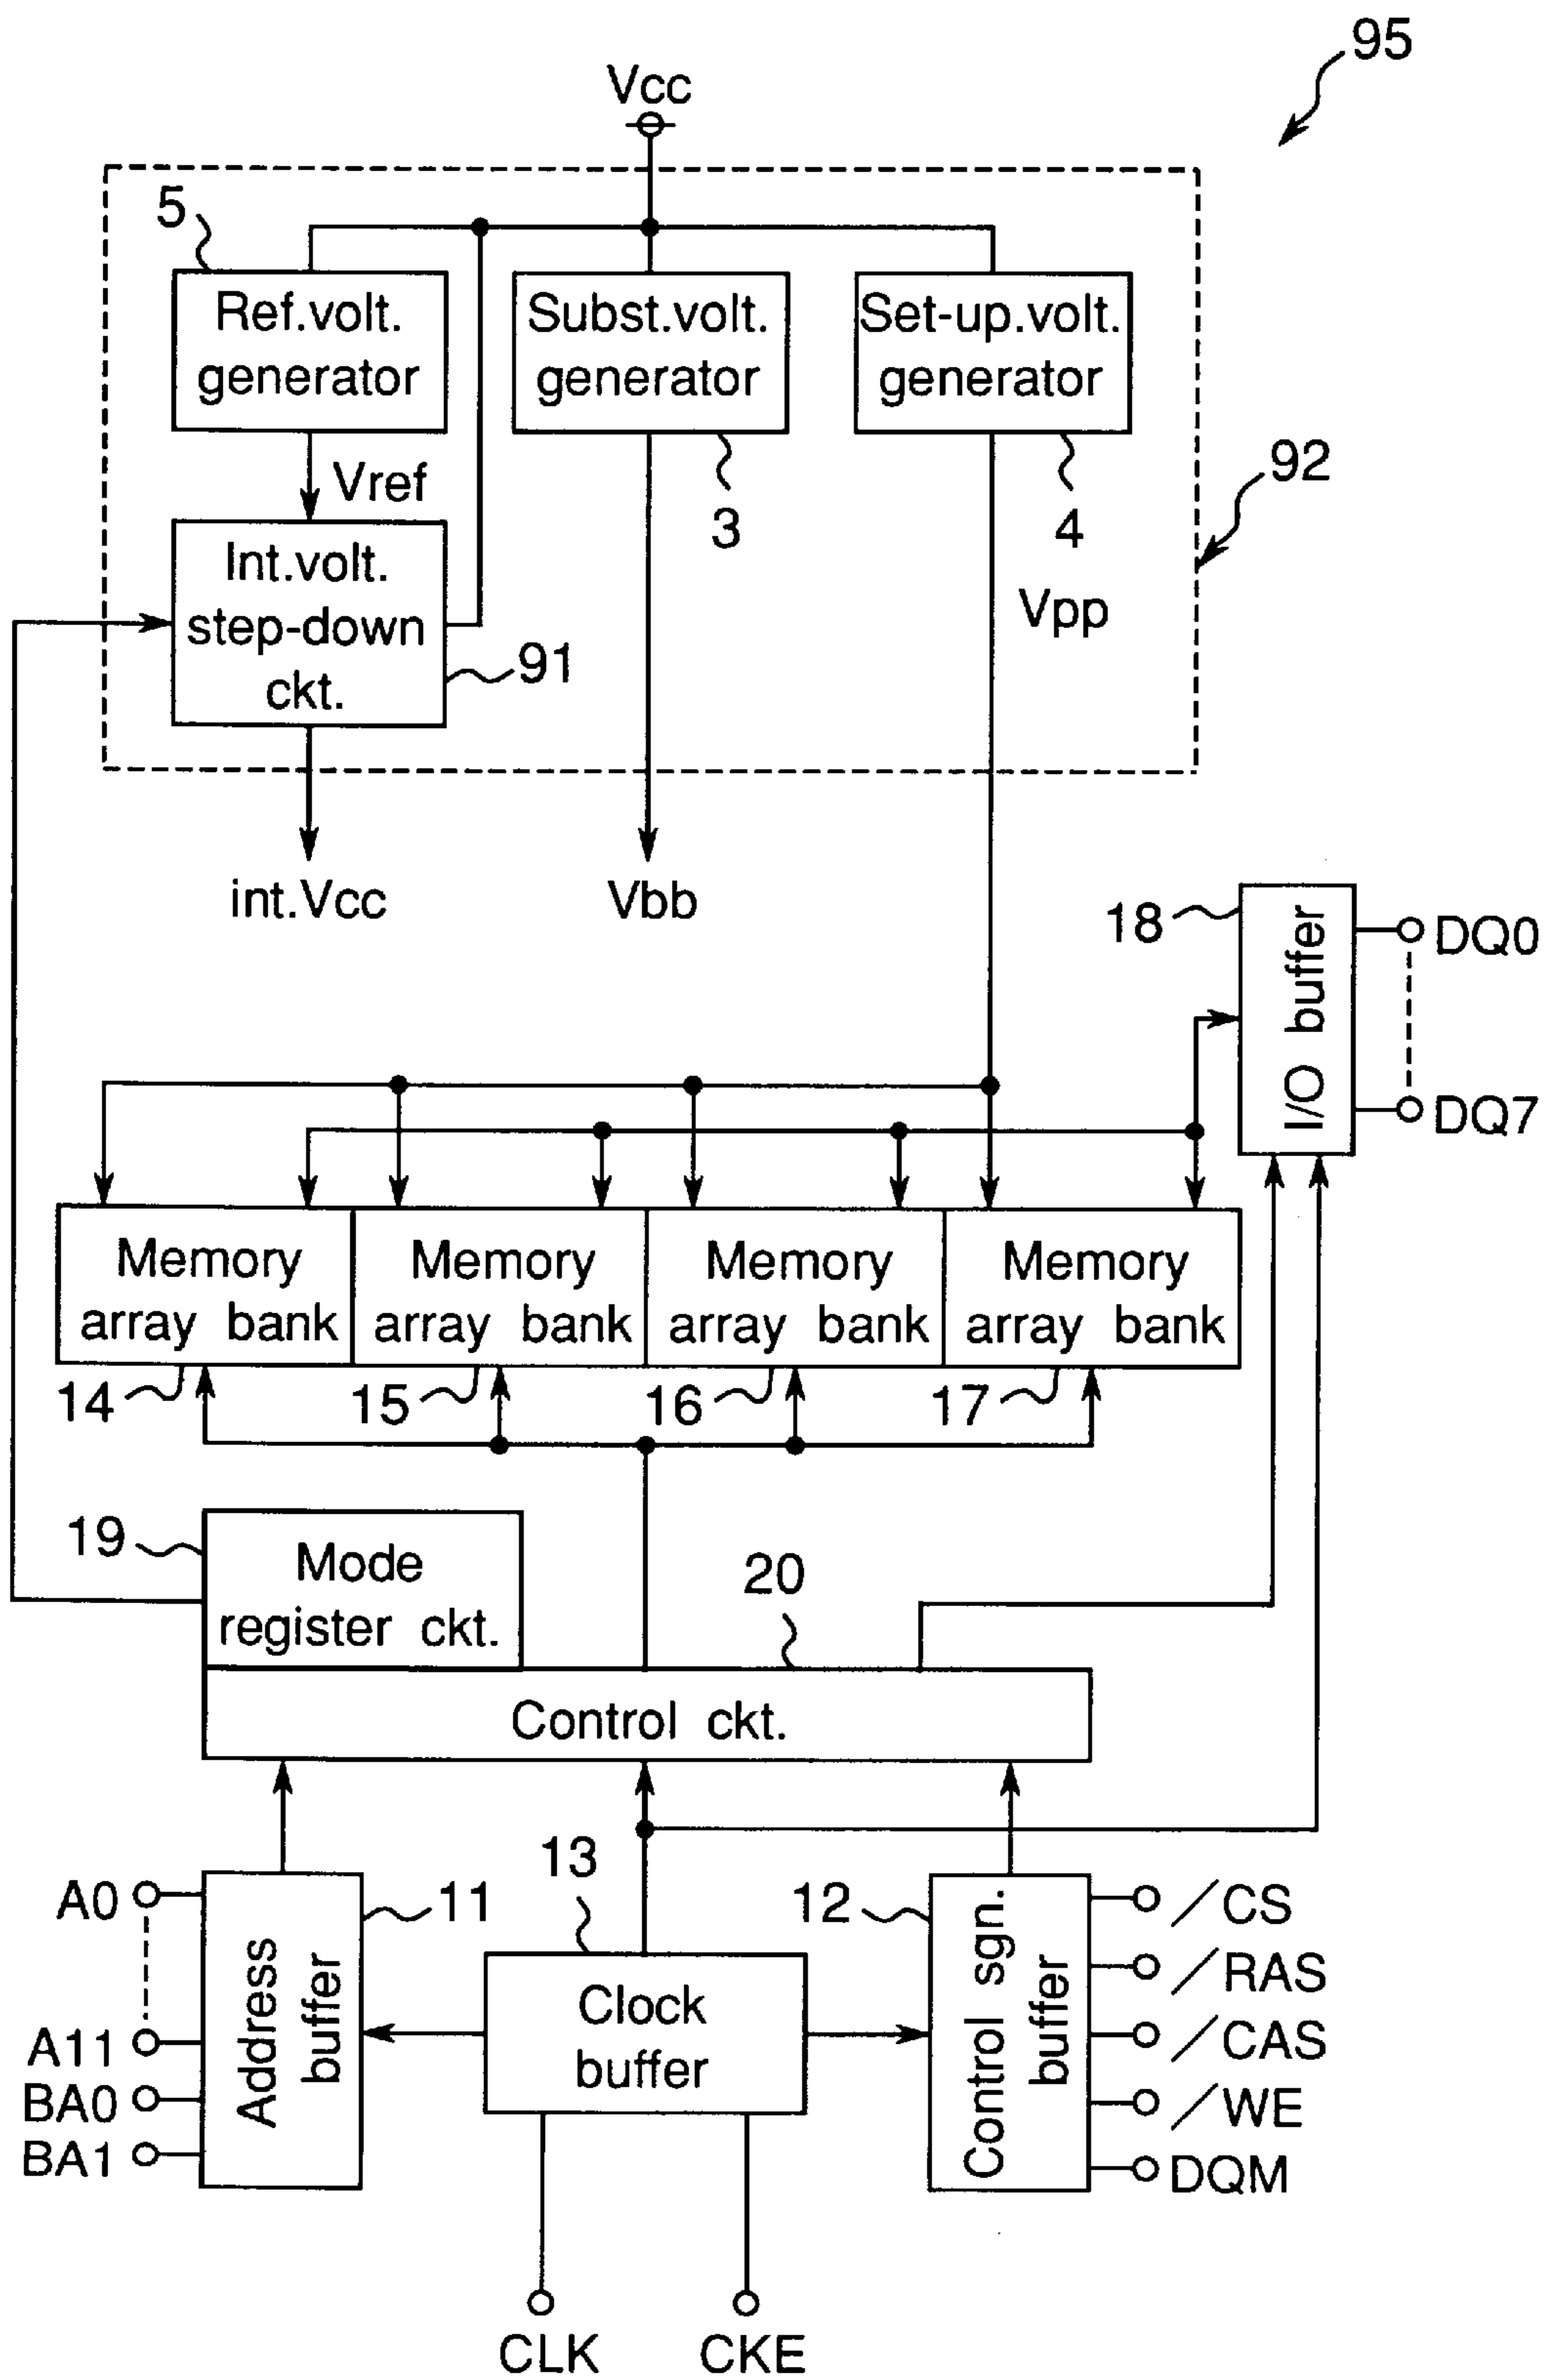 95
Vcc
5
Ref.volt.
generator
Subst.volt.
generator
Set-up.volt.
generator
Vref
3
4
92
Int.volt.
step-down
ckt.
91
Vpp
int.Vcc
Vbb
18
I/O buffer
DQ0
DQ7
Memory
array bank
Memory
array bank
Memory
array bank
Memory
array bank
14
15
16
17
19
Mode
register ckt.
20
Control ckt.
A0
A11
BA0
BA1
11
Address
buffer
13
Clock
buffer
12
Control sgn.
buffer
/CS
/RAS
/CAS
/WE
DQM
CLK
CKE